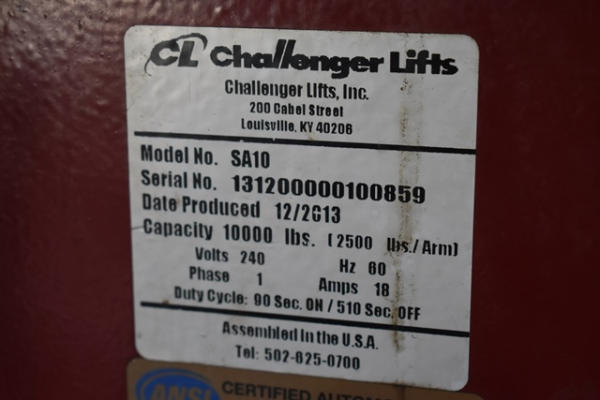 CL Challenger Lifts
Challenger Lifts, Inc.
200 Cabel Street
Louisville, KY 40206
Model No. SA10
Serial No. 131200000100859
Date Produced 12/2013
Capacity 10000 lbs. (2500 lbs./Arm)
Volts 240 Hz 60
Phase 1 Amps 18
Duty Cycle: 90 Sec. ON / 510 Sec. OFF
Assembled in the U.S.A.
Tel: 502-625-0700
ANSI CERTIFIED